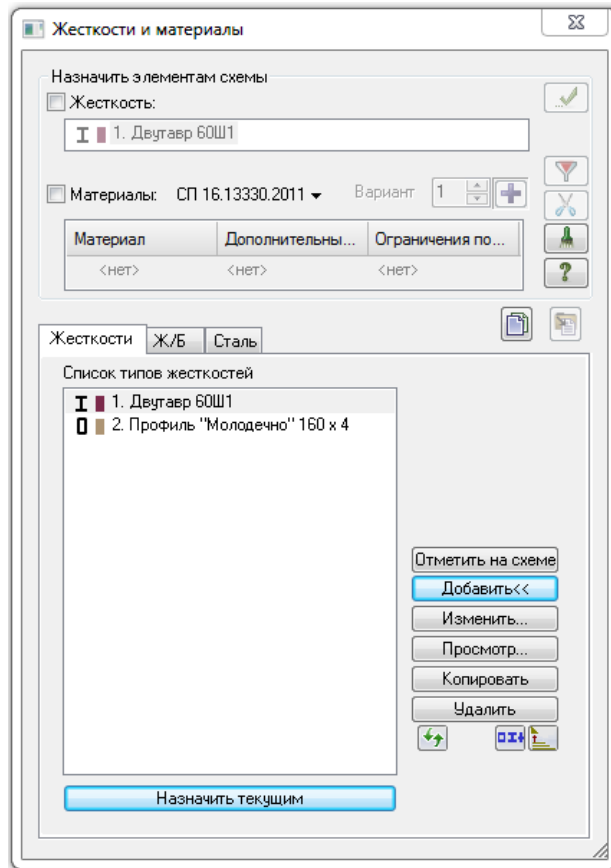 Жесткости и материалы
Назначить элементам схемы
Жесткость:
1. Двутавр 60Ш1
Материалы: СП 16.13330.2011 Вариант 1
Материал Дополнительны... Ограничения по...
<нет> <нет> <нет>
Жесткости Ж/Б Сталь
Список типов жесткостей
1. Двутавр 60Ш1
2. Профиль "Молодечно" 160 x 4
Отметить на схеме
Добавить<<
Изменить...
Просмотр...
Копировать
Удалить
Назначить текущим